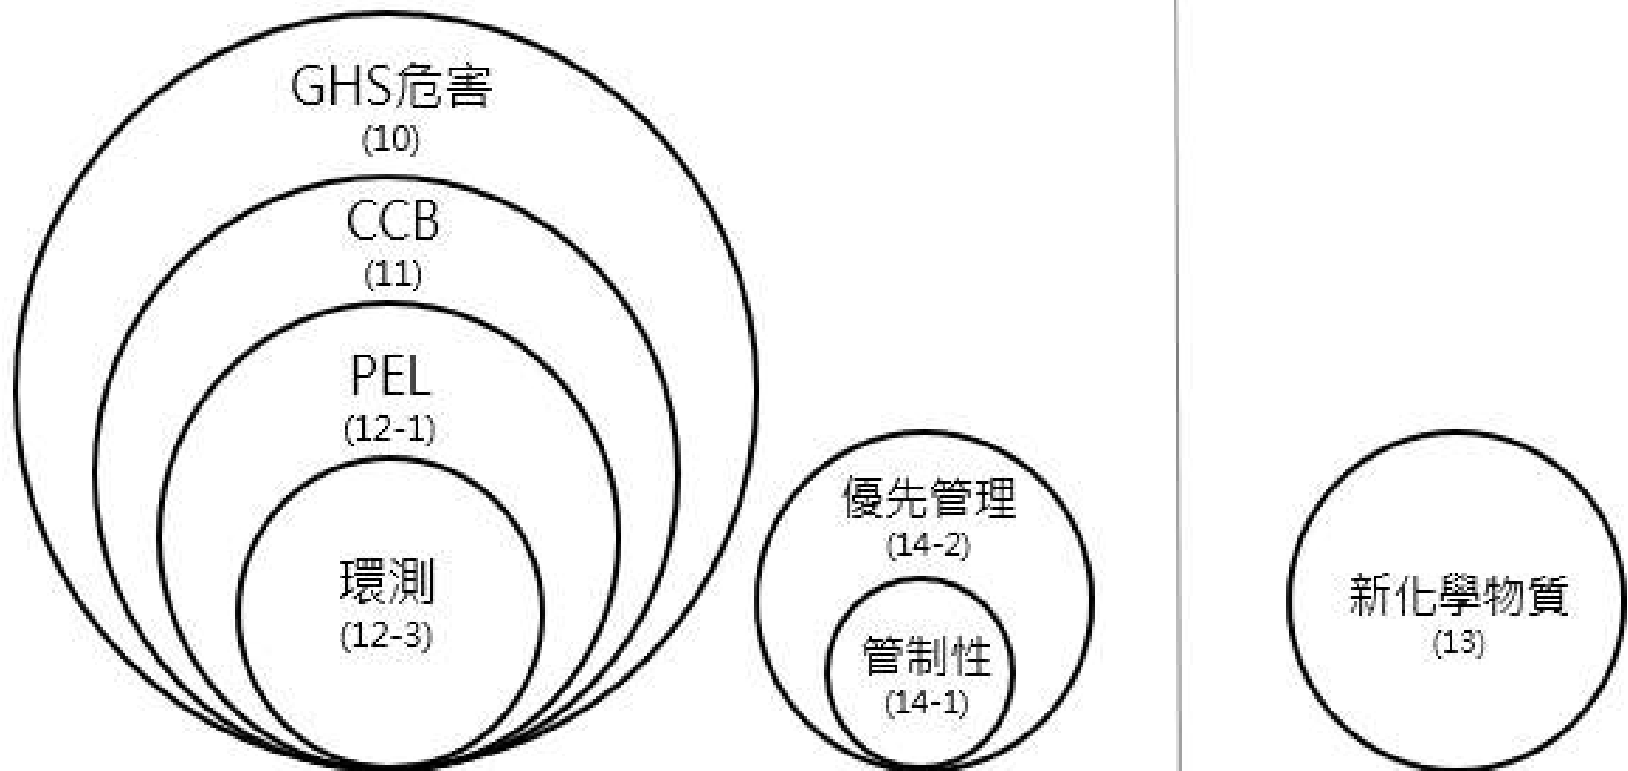 GHS危害
(10)
CCB
(11)
PEL
(12-1)
環測
(12-3)
優先管理
(14-2)
管制性
(14-1)
新化學物質
(13)